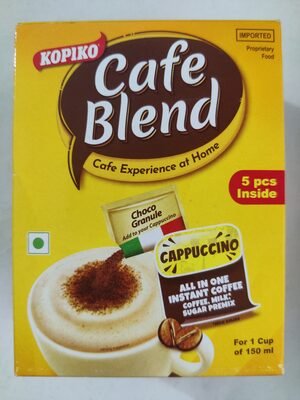 KOPIKO
IMPORTED
Proprietary
Food
Cafe
Blend
Cafe Experience at Home
5 pcs
Inside
Choco
Granule
Add to your Cappuccino
CAPPUCCINO
ALL IN ONE
INSTANT COFFEE
COFFEE, MILK,
SUGAR PREMIX
For 1 Cup
of 150 ml